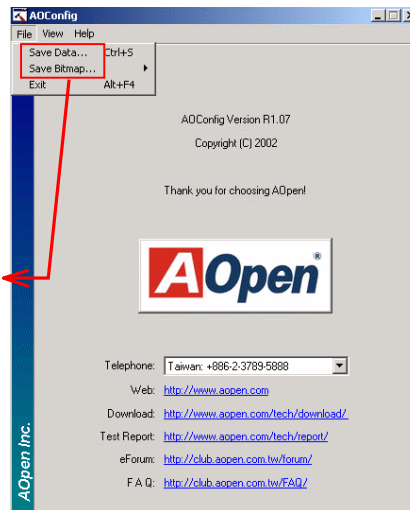 AOConfig
File View Help
Save Data... Ctrl+S
Save Bitmap...
Exit Alt+F4
AOConfig Version R1.07
Copyright (C) 2002
Thank you for choosing AOpen!
AOpen®
Telephone: Taiwan: +886-2-3789-5888
Web: http://www.aopen.com
Download: http://www.aopen.com/tech/download/
Test Report: http://www.aopen.com/tech/report/
eForum: http://club.aopen.com.tw/forum/
F A Q: http://club.aopen.com.tw/FAQ/
AOpen Inc.